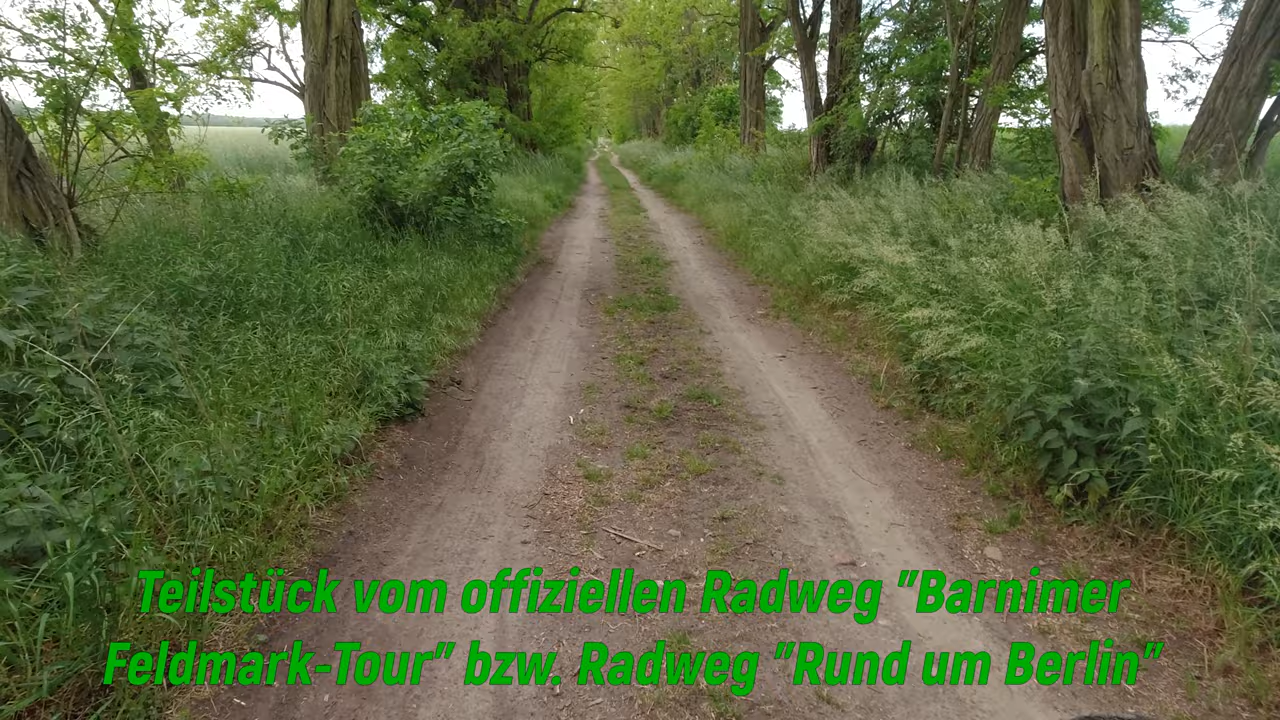 Teilstück vom offiziellen Radweg "Barnimer
Feldmark-Tour" bzw. Radweg "Rund um Berlin"